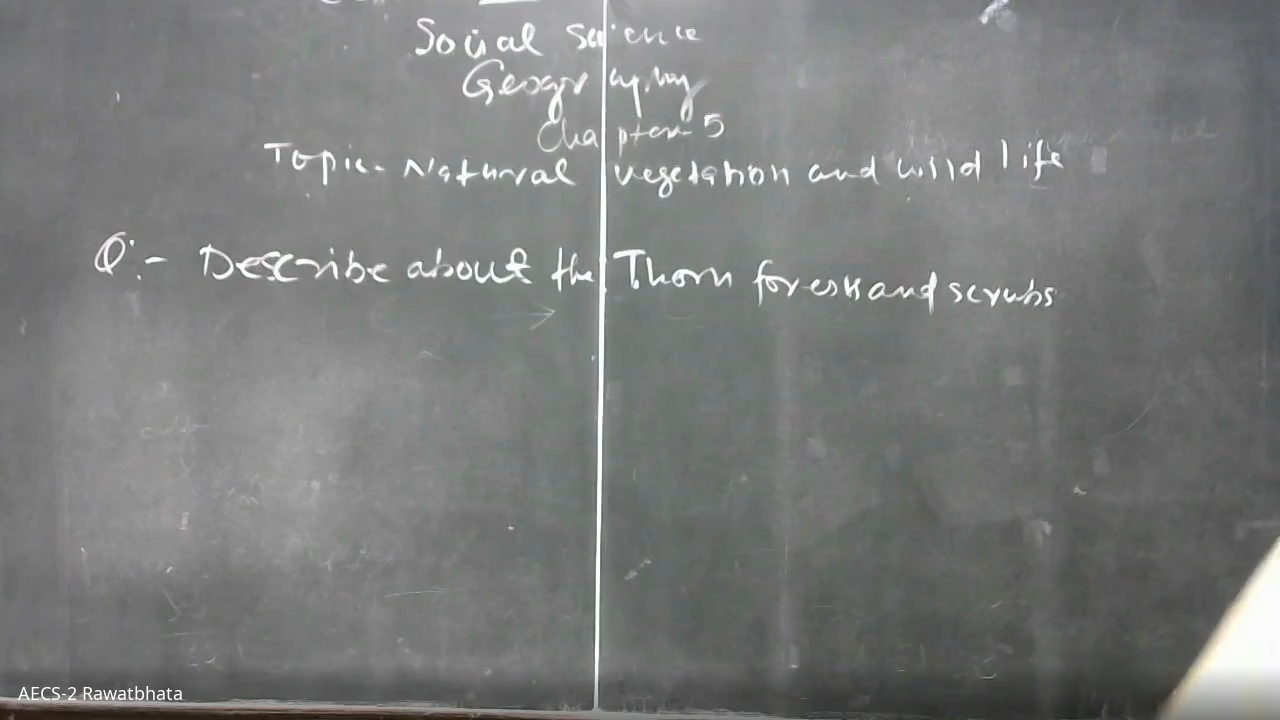 Social Science
Geography
Chapter 5
Topic- Natural vegetation and wild life
Q:- Describe about the Thorn forest and scrubs
AECS-2 Rawatbhata